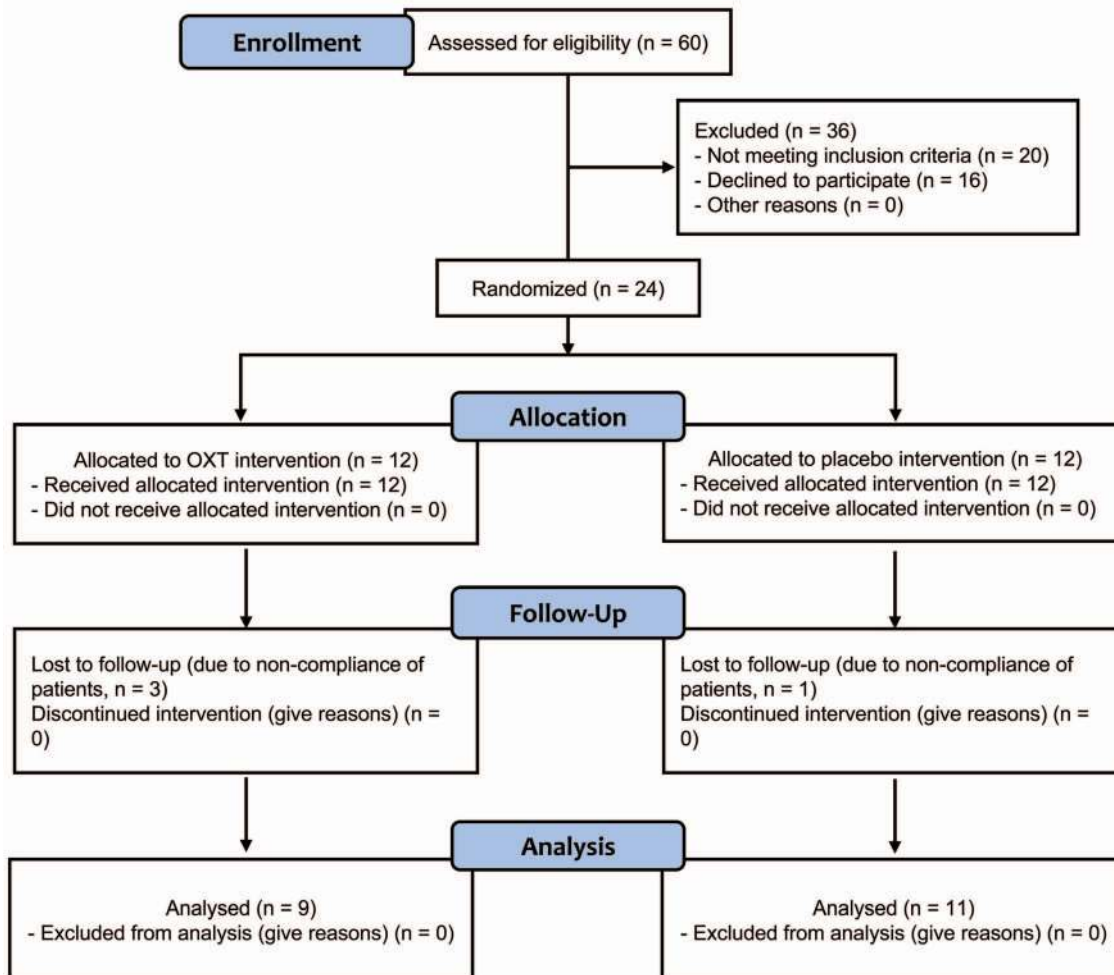 Enrollment
Assessed for eligibility (n = 60)
Excluded (n = 36)
- Not meeting inclusion criteria (n = 20)
- Declined to participate (n = 16)
- Other reasons (n = 0)
Randomized (n = 24)
Allocation
Allocated to OXT intervention (n = 12)
- Received allocated intervention (n = 12)
- Did not receive allocated intervention (n = 0)
Allocated to placebo intervention (n = 12)
- Received allocated intervention (n = 12)
- Did not receive allocated intervention (n = 0)
Follow-Up
Lost to follow-up (due to non-compliance of
patients, n = 3)
Discontinued intervention (give reasons) (n =
0)
Lost to follow-up (due to non-compliance of
patients, n = 1)
Discontinued intervention (give reasons) (n =
0)
Analysis
Analysed (n = 9)
- Excluded from analysis (give reasons) (n = 0)
Analysed (n = 11)
- Excluded from analysis (give reasons) (n = 0)